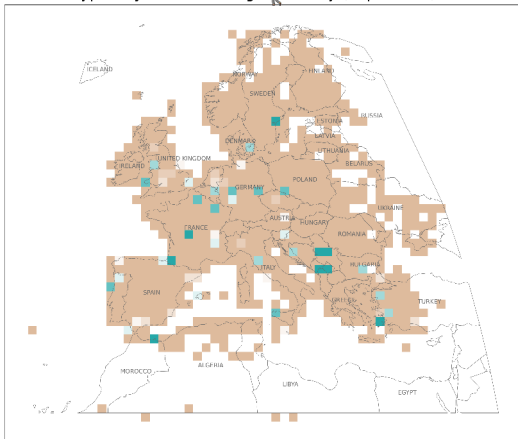 ICELAND
NORWAY
FINLAND
SWEDEN
RUSSIA
ESTONIA
LATVIA
DENMARK
LITHUANIA
UNITED KINGDOM
IRELAND
BELARUS
POLAND
GERMANY
UKRAINE
AUSTRIA
HUNGARY
FRANCE
ROMANIA
BULGARIA
ITALY
SPAIN
GREECE
TURKEY
ALGERIA
MOROCCO
LIBYA
EGYPT